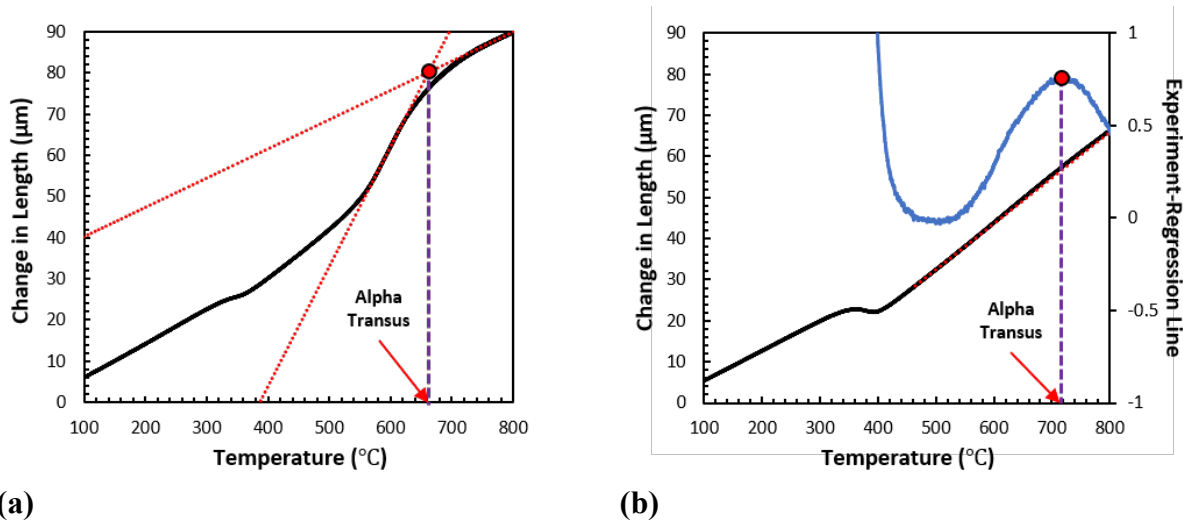 90
80
70
60
50
40
30
20
10
0
Change in Length (µm)
Alpha
Transus
100 200 300 400 500 600 700 800
Temperature (℃)
(a)
90
80
70
60
50
40
30
20
10
0
Change in Length (µm)
1
0.5
0
-0.5
-1
Experiment-Regression Line
Alpha
Transus
100 200 300 400 500 600 700 800
Temperature (℃)
(b)